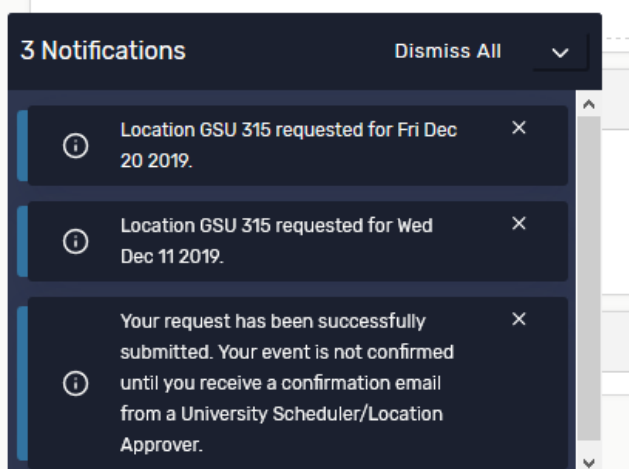 3 Notifications Dismiss All
Location GSU 315 requested for Fri Dec
20 2019.
Location GSU 315 requested for Wed
Dec 11 2019.
Your request has been successfully
submitted. Your event is not confirmed
until you receive a confirmation email
from a University Scheduler/Location
Approver.